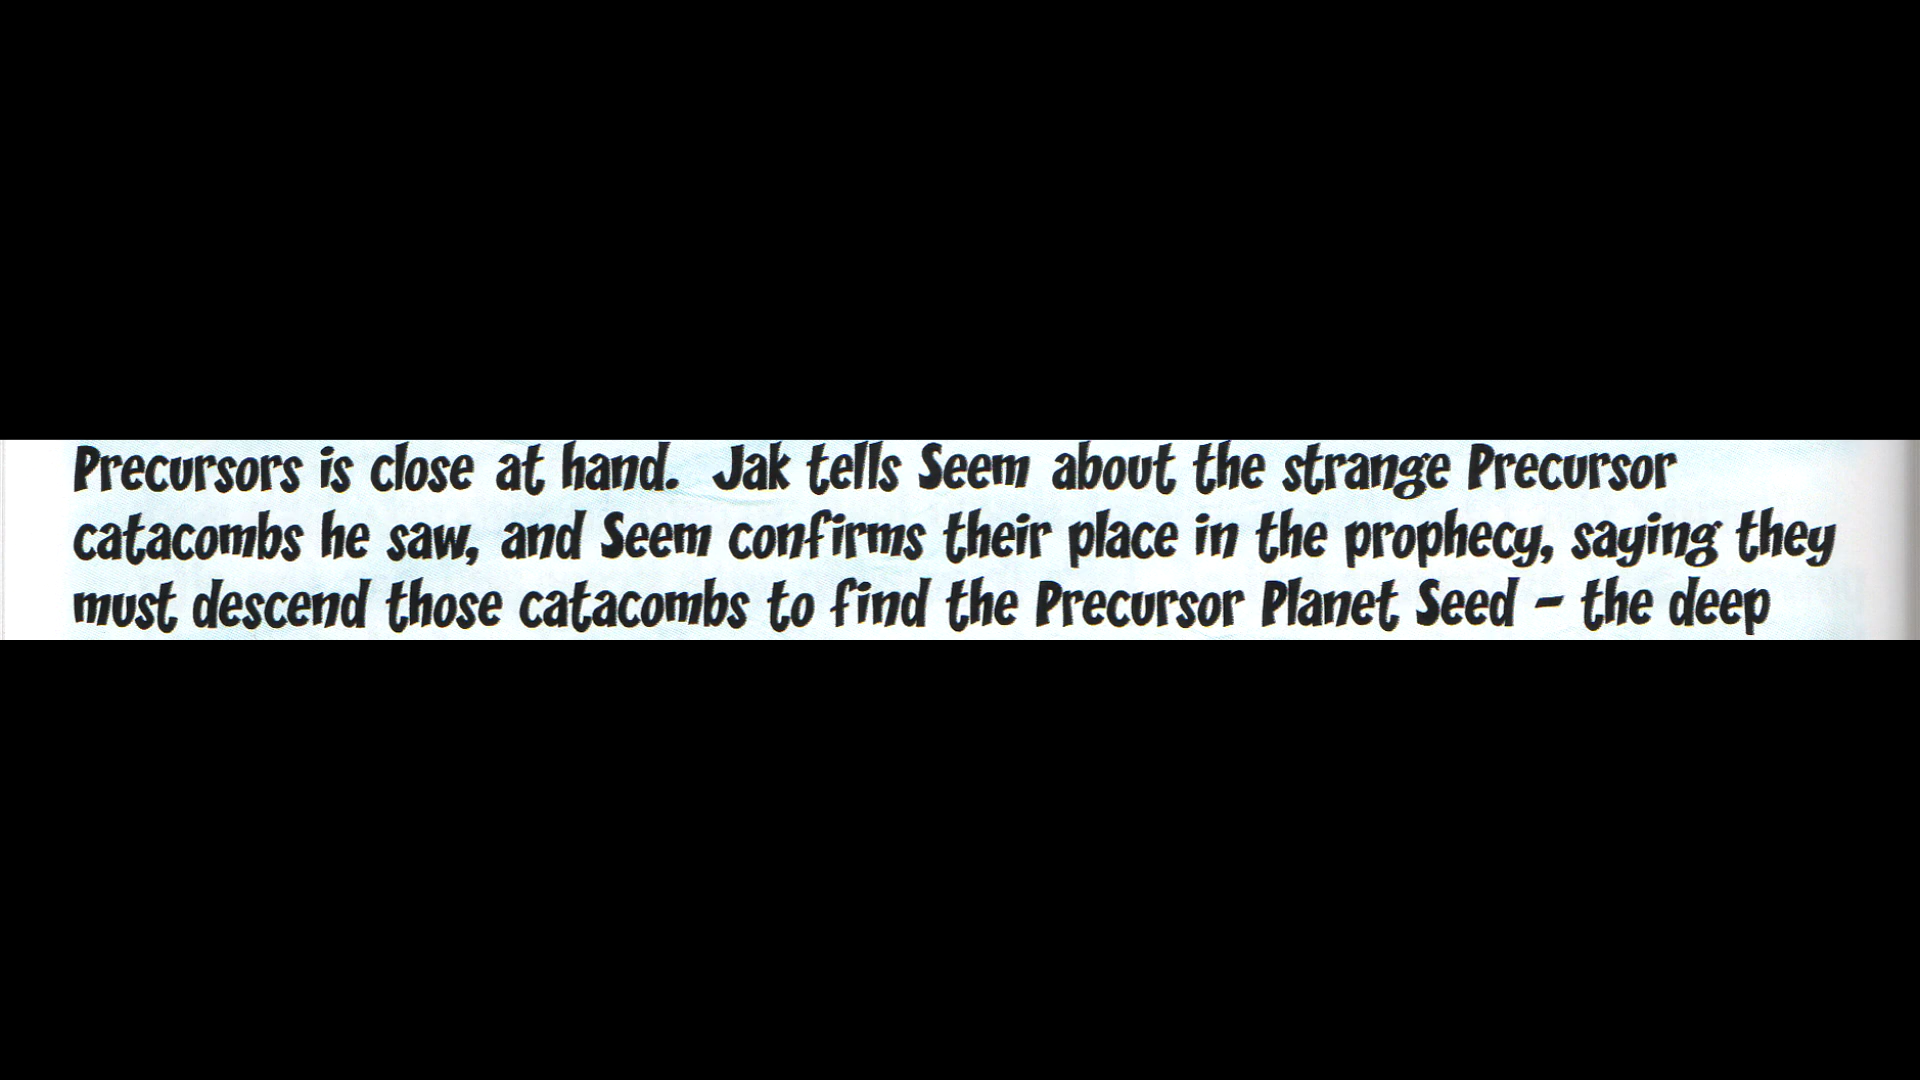 Precursors is close at hand.  Jak tells Seem about the strange Precursor
catacombs he saw, and Seem confirms their place in the prophecy, saying they
must descend those catacombs to find the Precursor Planet Seed – the deep